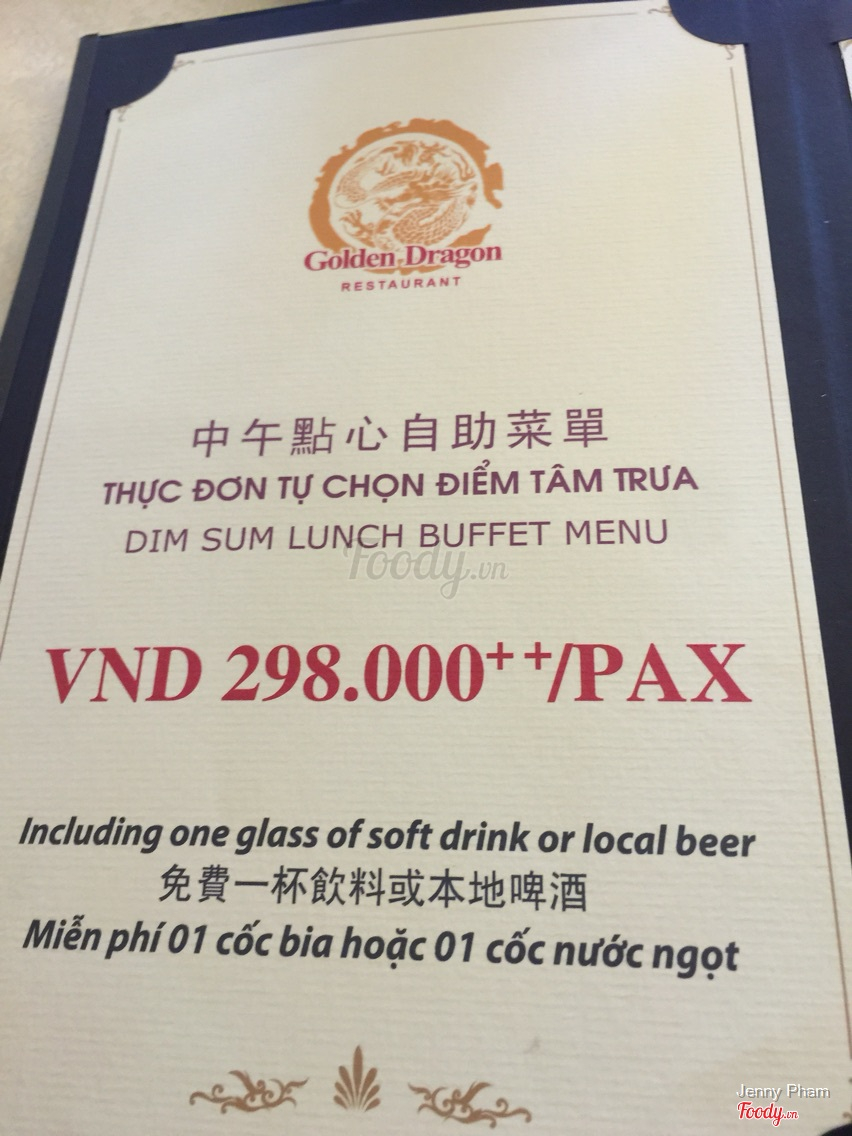 Golden Dragon
RESTAURANT
中午點心自助菜單
THỰC ĐƠN TỰ CHỌN ĐIỂM TÂM TRƯA
DIM SUM LUNCH BUFFET MENU
Foody.vn
VND 298.000++/PAX
Including one glass of soft drink or local beer
免費一杯飲料或本地啤酒
Miễn phí 01 cốc bia hoặc 01 cốc nước ngọt
Jenny Pham
Foody.vn